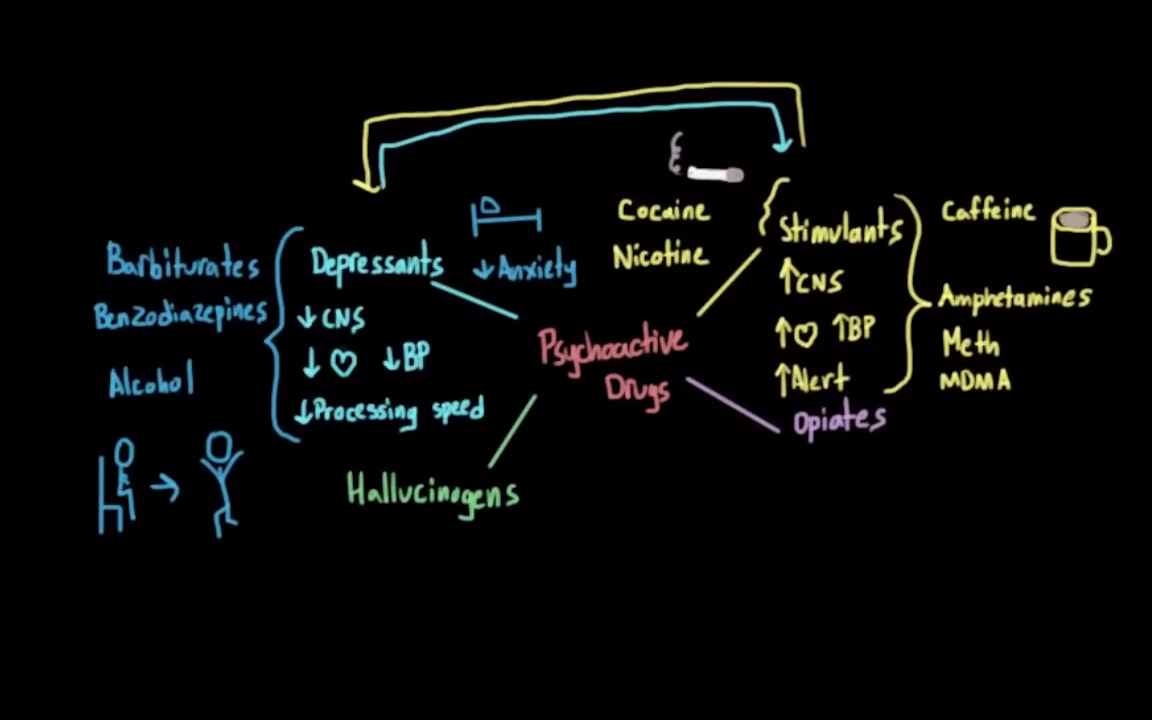 Barbiturates
Benzodiazepines
Alcohol
Depressants
↓CNS
↓♡ ↓BP
↓Processing speed
↓Anxiety
Cocaine
Nicotine
Stimulants
↑CNS
↑♡ ↑BP
↑Alert
Caffeine
Amphetamines
Meth
MDMA
Psychoactive
Drugs
Opiates
Hallucinogens